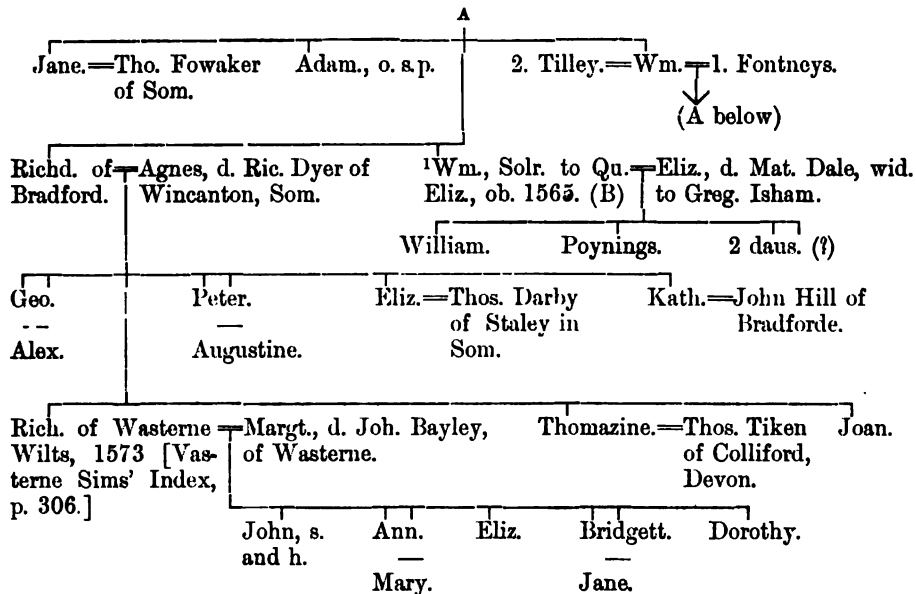 A
Jane.=Tho. Fowaker of Som.
Adam., o. s.p.
2. Tilley.=Wm.=1. Fontneys.
(A below)
Richd. of Bradford.=Agnes, d. Ric. Dyer of Wincanton, Som.
¹Wm., Solr. to Qu. Eliz., ob. 1565. (B)=Eliz., d. Mat. Dale, wid. to Greg. Isham.
William. Poynings. 2 daus. (?)
Geo. Peter. Eliz.=Thos. Darby of Staley in Som. Kath.=John Hill of Bradforde.
Alex. Augustine.
Rich. of Wasterne Wilts, 1573 [Vasterne Sims' Index, p. 306.]=Margt., d. Joh. Bayley, of Wasterne.
Thomazine.=Thos. Tiken of Colliford, Devon.
Joan.
John, s. and h. Ann. Eliz. Bridgett. Dorothy.
Mary. Jane.